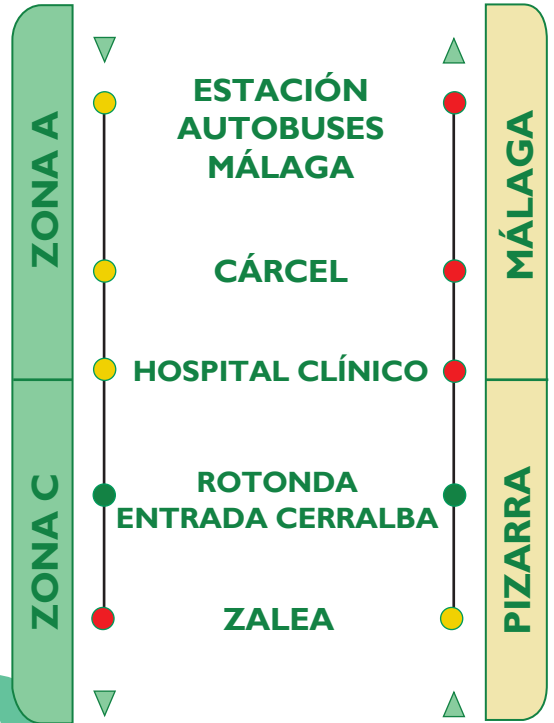 ZONA A
ESTACIÓN
AUTOBUSES
MÁLAGA
MÁLAGA
CÁRCEL
HOSPITAL CLÍNICO
ZONA C
ROTONDA
ENTRADA CERRALBA
PIZARRA
ZALEA